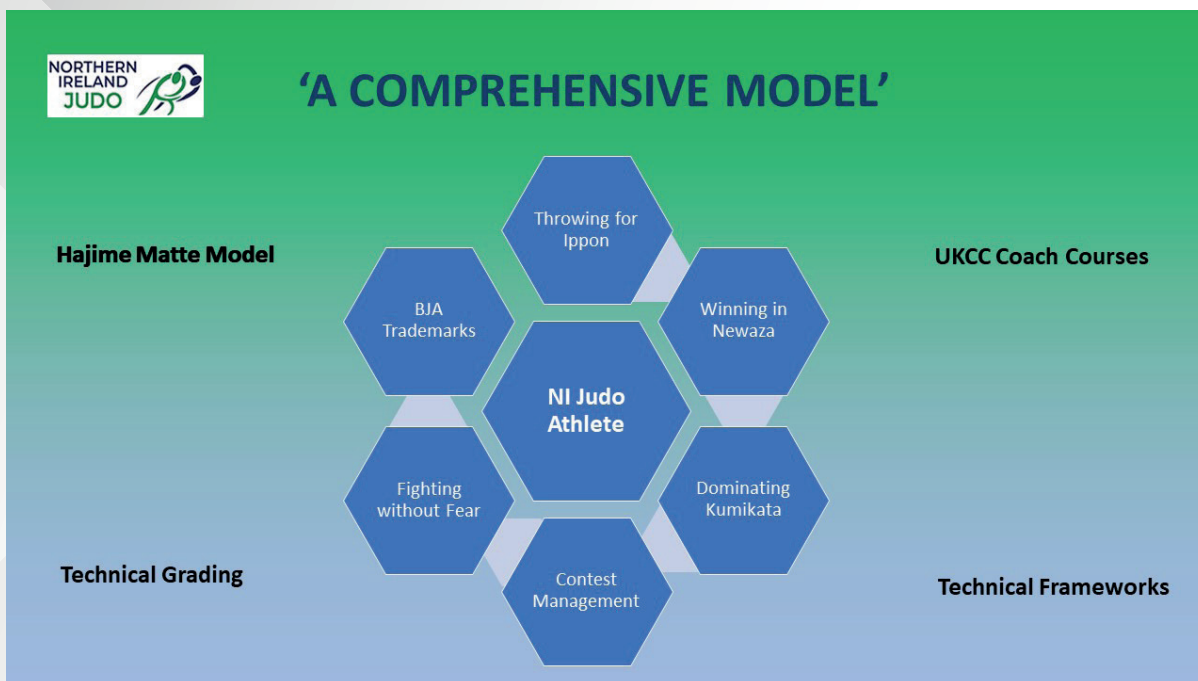 NORTHERN
IRELAND
JUDO
'A COMPREHENSIVE MODEL'
Hajime Matte Model
UKCC Coach Courses
Throwing for
Ippon
Winning in
Newaza
Dominating
Kumikata
Contest
Management
Fighting
without Fear
BJA
Trademarks
NI Judo
Athlete
Technical Grading
Technical Frameworks